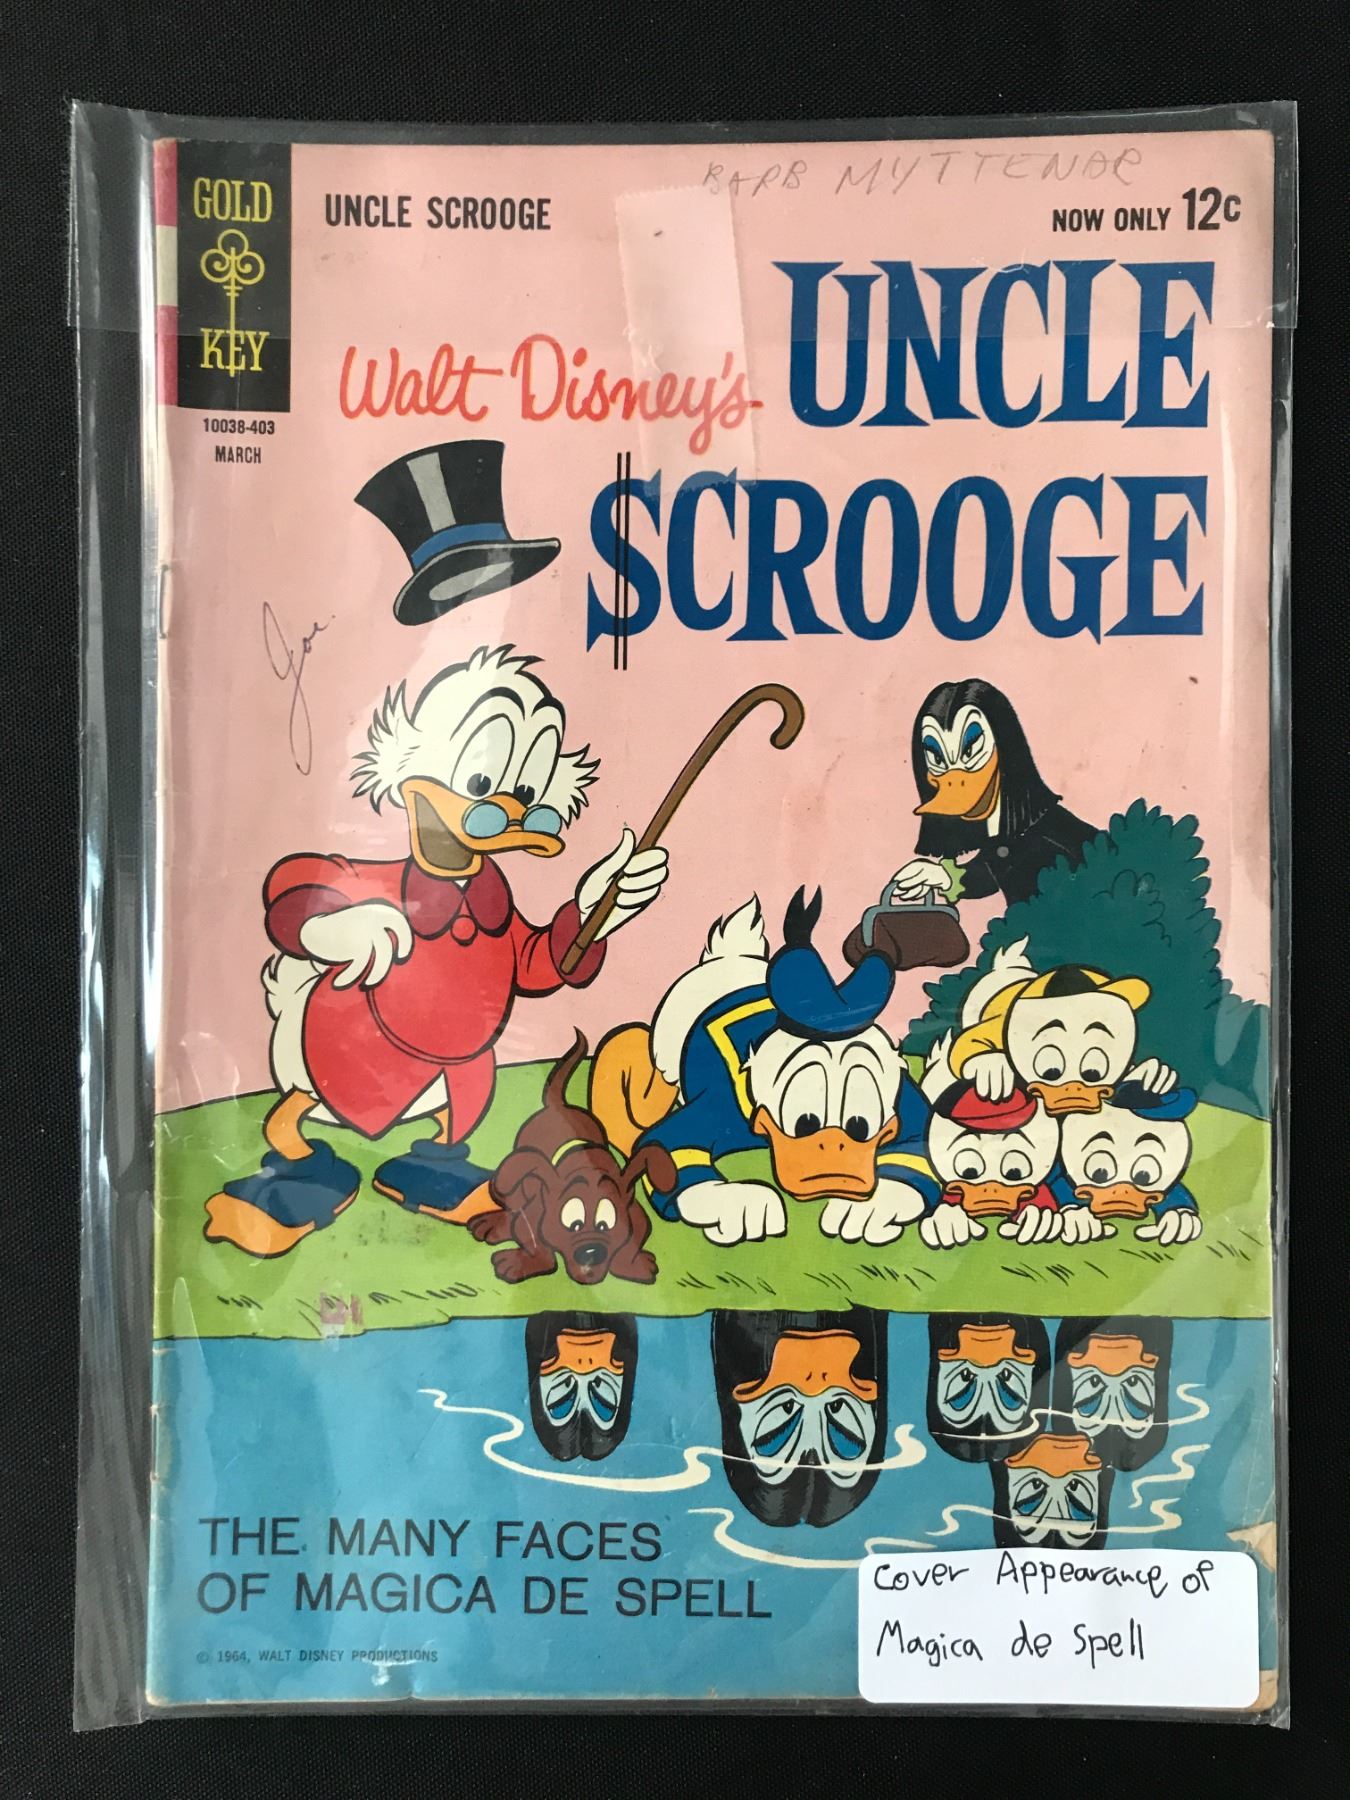 BARB MYTTENAR
GOLD
KEY
UNCLE SCROOGE
NOW ONLY 12¢
Walt Disney's UNCLE
$CROOGE
10038-403
MARCH
Joe.
THE MANY FACES
OF MAGICA DE SPELL
© 1964, WALT DISNEY PRODUCTIONS
Cover Appearance of
Magica de Spell